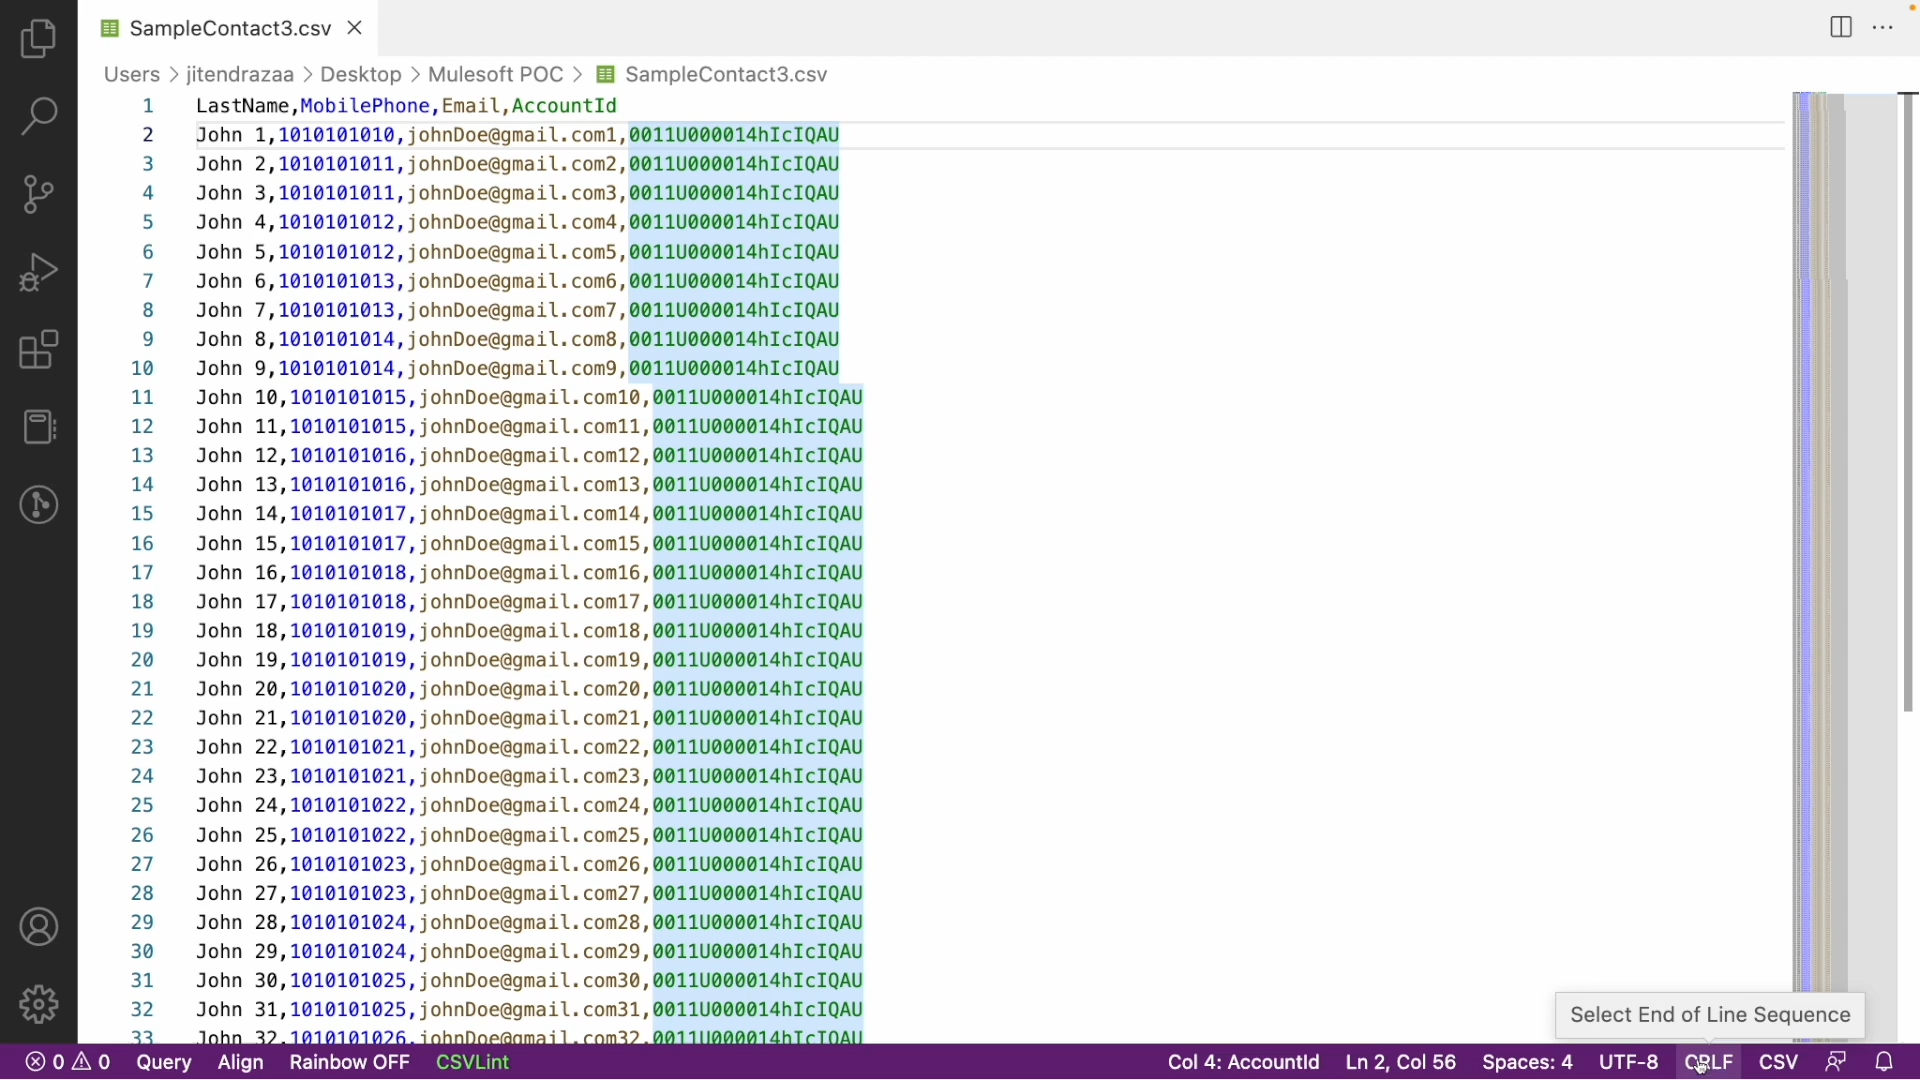 SampleContact3.csv
Users > jitendrazaa > Desktop > Mulesoft POC > SampleContact3.csv
1 LastName,MobilePhone,Email,AccountId
2 John 1,1010101010,johnDoe@gmail.com1,0011U000014hIcIQAU
3 John 2,1010101011,johnDoe@gmail.com2,0011U000014hIcIQAU
4 John 3,1010101011,johnDoe@gmail.com3,0011U000014hIcIQAU
5 John 4,1010101012,johnDoe@gmail.com4,0011U000014hIcIQAU
6 John 5,1010101012,johnDoe@gmail.com5,0011U000014hIcIQAU
7 John 6,1010101013,johnDoe@gmail.com6,0011U000014hIcIQAU
8 John 7,1010101013,johnDoe@gmail.com7,0011U000014hIcIQAU
9 John 8,1010101014,johnDoe@gmail.com8,0011U000014hIcIQAU
10 John 9,1010101014,johnDoe@gmail.com9,0011U000014hIcIQAU
11 John 10,1010101015,johnDoe@gmail.com10,0011U000014hIcIQAU
12 John 11,1010101015,johnDoe@gmail.com11,0011U000014hIcIQAU
13 John 12,1010101016,johnDoe@gmail.com12,0011U000014hIcIQAU
14 John 13,1010101016,johnDoe@gmail.com13,0011U000014hIcIQAU
15 John 14,1010101017,johnDoe@gmail.com14,0011U000014hIcIQAU
16 John 15,1010101017,johnDoe@gmail.com15,0011U000014hIcIQAU
17 John 16,1010101018,johnDoe@gmail.com16,0011U000014hIcIQAU
18 John 17,1010101018,johnDoe@gmail.com17,0011U000014hIcIQAU
19 John 18,1010101019,johnDoe@gmail.com18,0011U000014hIcIQAU
20 John 19,1010101019,johnDoe@gmail.com19,0011U000014hIcIQAU
21 John 20,1010101020,johnDoe@gmail.com20,0011U000014hIcIQAU
22 John 21,1010101020,johnDoe@gmail.com21,0011U000014hIcIQAU
23 John 22,1010101021,johnDoe@gmail.com22,0011U000014hIcIQAU
24 John 23,1010101021,johnDoe@gmail.com23,0011U000014hIcIQAU
25 John 24,1010101022,johnDoe@gmail.com24,0011U000014hIcIQAU
26 John 25,1010101022,johnDoe@gmail.com25,0011U000014hIcIQAU
27 John 26,1010101023,johnDoe@gmail.com26,0011U000014hIcIQAU
28 John 27,1010101023,johnDoe@gmail.com27,0011U000014hIcIQAU
29 John 28,1010101024,johnDoe@gmail.com28,0011U000014hIcIQAU
30 John 29,1010101024,johnDoe@gmail.com29,0011U000014hIcIQAU
31 John 30,1010101025,johnDoe@gmail.com30,0011U000014hIcIQAU
32 John 31,1010101025,johnDoe@gmail.com31,0011U000014hIcIQAU
33 John 32,1010101026,johnDoe@gmail.com32,0011U000014hIcIQAU
Select End of Line Sequence
0 0 Query Align Rainbow OFF CSVLint Col 4: AccountId Ln 2, Col 56 Spaces: 4 UTF-8 CRLF CSV